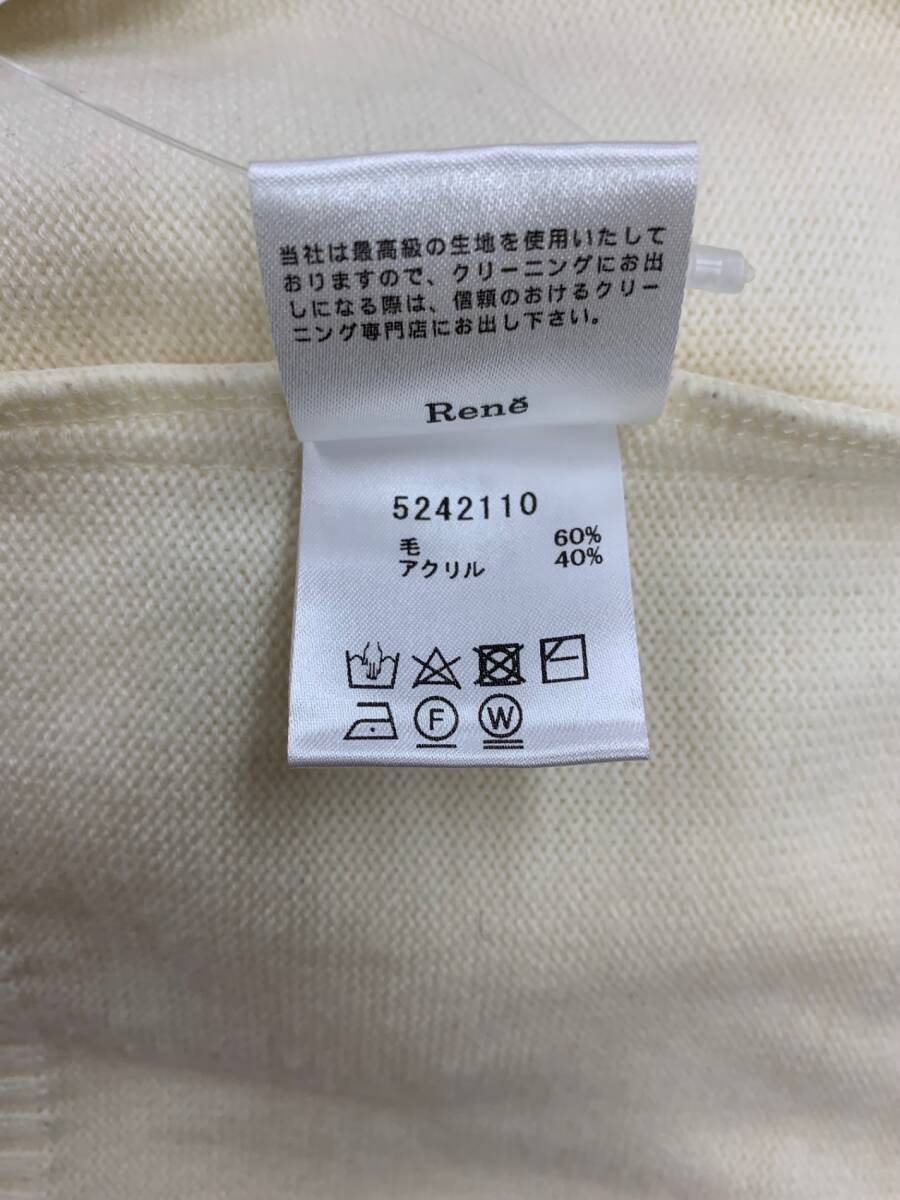 当社は最高級の生地を使用いたして
おりますので、クリーニングにお出
しになる際は、信頼のおけるクリー
ニング専門店にお出し下さい。
René
5242110
毛 60%
アクリル 40%
F W